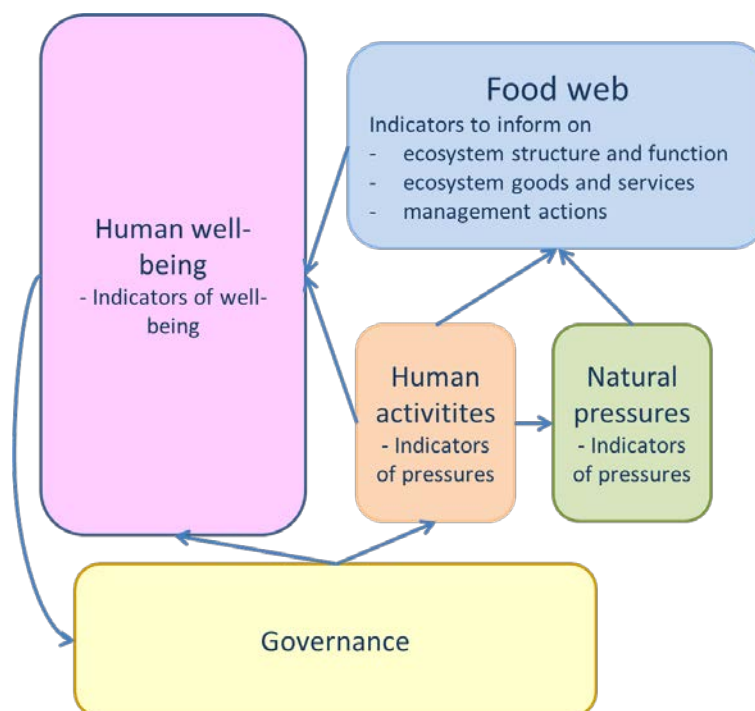 Food web
Indicators to inform on
- ecosystem structure and function
- ecosystem goods and services
- management actions
Human well-
being
- Indicators of well-
being
Human
activitites
- Indicators
of pressures
Natural
pressures
- Indicators
of pressures
Governance